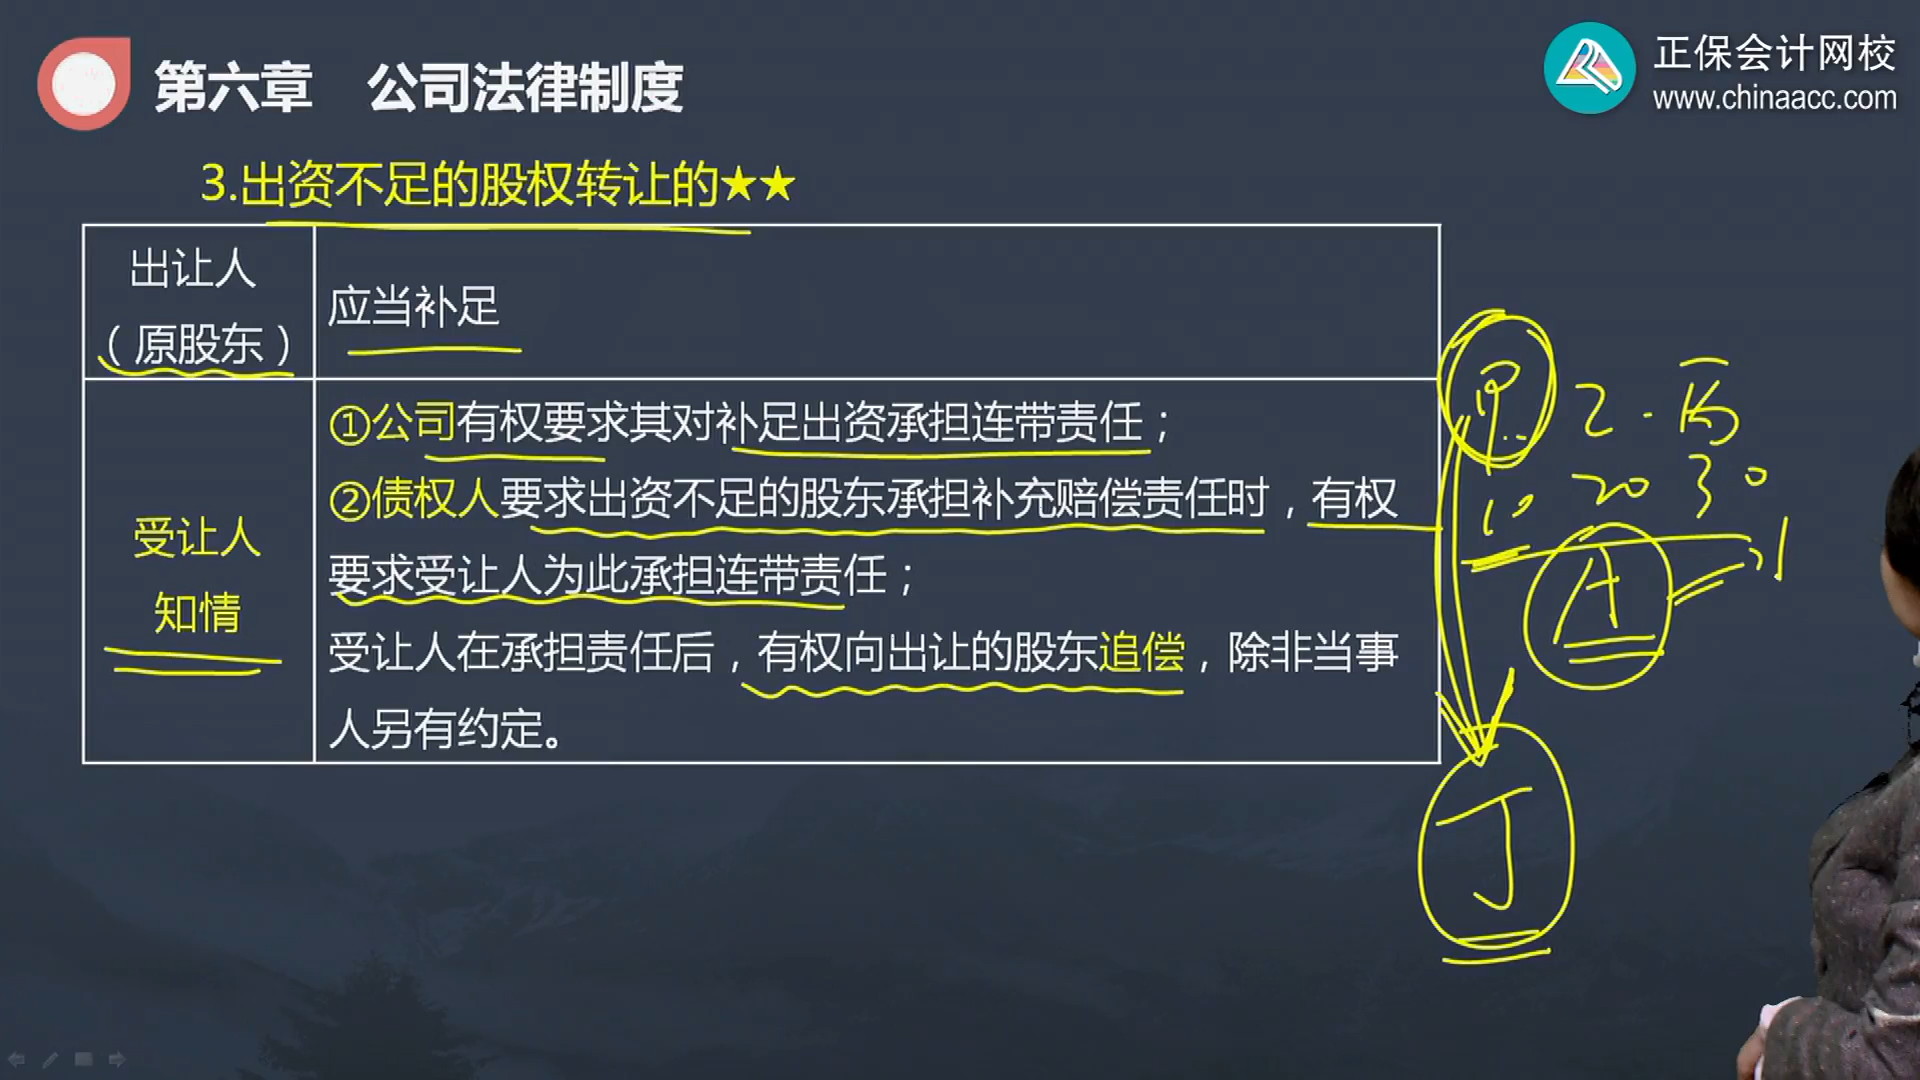 第六章 公司法律制度
正保会计网校
www.chinaacc.com
3.出资不足的股权转让的★★
出让人
（原股东）
应当补足
受让人
知情
①公司有权要求其对补足出资承担连带责任；
②债权人要求出资不足的股东承担补充赔偿责任时，有权
要求受让人为此承担连带责任；
受让人在承担责任后，有权向出让的股东追偿，除非当事
人另有约定。
甲 乙 丙
10 20 30
A
丁